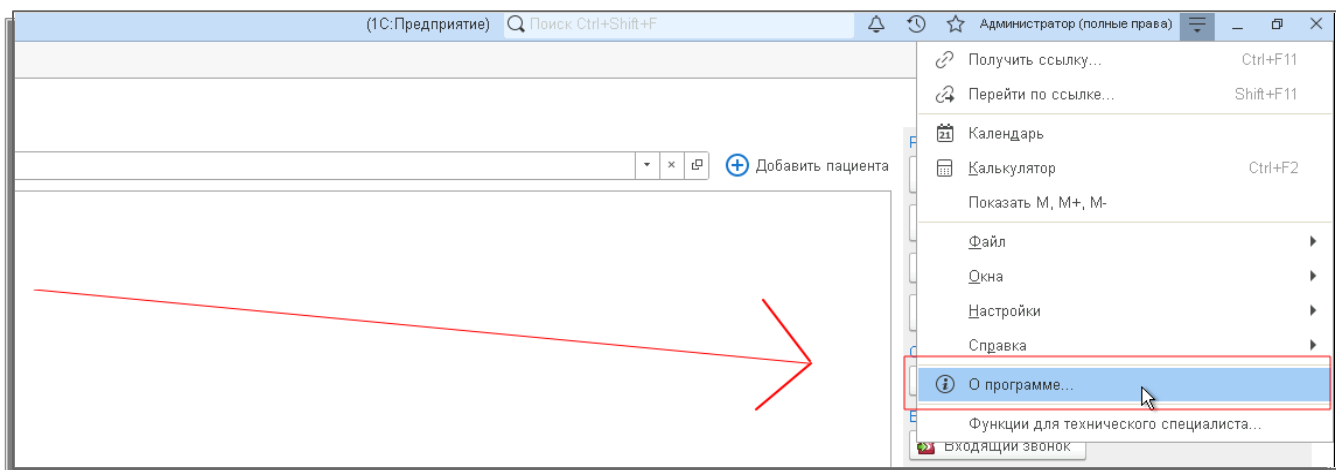 (1С:Предприятие) Поиск Ctrl+Shift+F Администратор (полные права)
Получить ссылку... Ctrl+F11
Перейти по ссылке... Shift+F11
21 Календарь
Добавить пациента
Калькулятор Ctrl+F2
Показать M, M+, M-
Файл
Окна
Настройки
Справка
О программе...
Функции для технического специалиста...
Входящий звонок